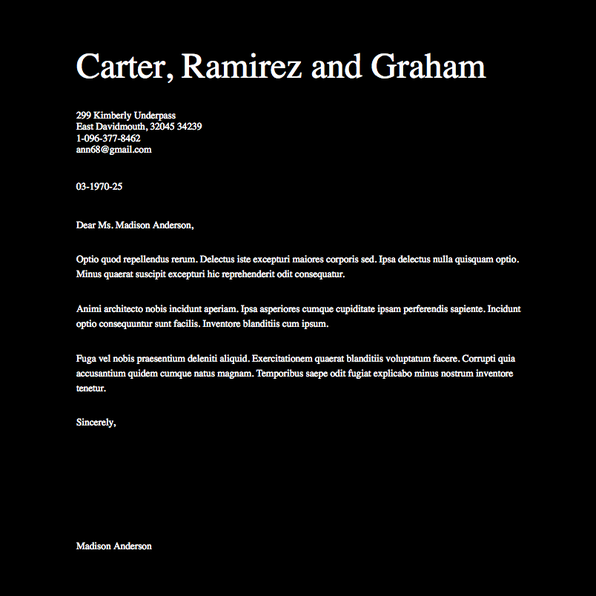 Carter, Ramirez and Graham
299 Kimberly Underpass
East Davidmouth, 32045 34239
1-096-377-8462
ann68@gmail.com
03-1970-25
Dear Ms. Madison Anderson,
Optio quod repellendus rerum. Delectus iste excepturi maiores corporis sed. Ipsa delectus nulla quisquam optio.
Minus quaerat suscipit excepturi hic reprehenderit odit consequatur.
Animi architecto nobis incidunt aperiam. Ipsa asperiores cumque cupiditate ipsam perferendis sapiente. Incidunt
optio consequuntur sunt facilis. Inventore blanditiis cum ipsum.
Fuga vel nobis praesentium deleniti aliquid. Exercitationem quaerat blanditiis voluptatum facere. Corrupti quia
accusantium quidem cumque natus magnam. Temporibus saepe odit fugiat explicabo minus nostrum inventore
tenetur.
Sincerely,
Madison Anderson